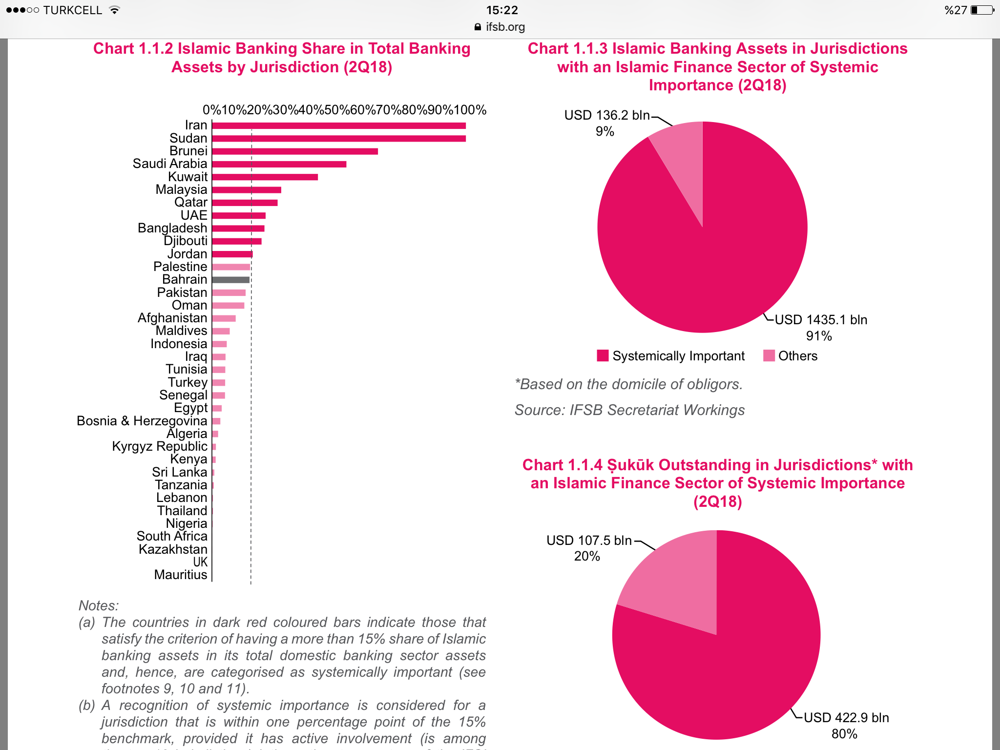 TURKCELL
15:22
%27
ifsb.org
Chart 1.1.2 Islamic Banking Share in Total Banking
Assets by Jurisdiction (2Q18)
0%10%20%30%40%50%60%70%80%90%100%
Iran
Sudan
Brunei
Saudi Arabia
Kuwait
Malaysia
Qatar
UAE
Bangladesh
Djibouti
Jordan
Palestine
Bahrain
Pakistan
Oman
Afghanistan
Maldives
Indonesia
Iraq
Tunisia
Turkey
Senegal
Egypt
Bosnia & Herzegovina
Algeria
Kyrgyz Republic
Kenya
Sri Lanka
Tanzania
Lebanon
Thailand
Nigeria
South Africa
Kazakhstan
UK
Mauritius
Notes:
(a) The countries in dark red coloured bars indicate those that
satisfy the criterion of having a more than 15% share of Islamic
banking assets in its total domestic banking sector assets
and, hence, are categorised as systemically important (see
footnotes 9, 10 and 11).
(b) A recognition of systemic importance is considered for a
jurisdiction that is within one percentage point of the 15%
benchmark, provided it has active involvement (is among
Chart 1.1.3 Islamic Banking Assets in Jurisdictions
with an Islamic Finance Sector of Systemic
Importance (2Q18)
USD 136.2 bln
9%
USD 1435.1 bln
91%
Systemically Important
Others
*Based on the domicile of obligors.
Source: IFSB Secretariat Workings
Chart 1.1.4 Ṣukūk Outstanding in Jurisdictions* with
an Islamic Finance Sector of Systemic Importance
(2Q18)
USD 107.5 bln
20%
USD 422.9 bln
80%